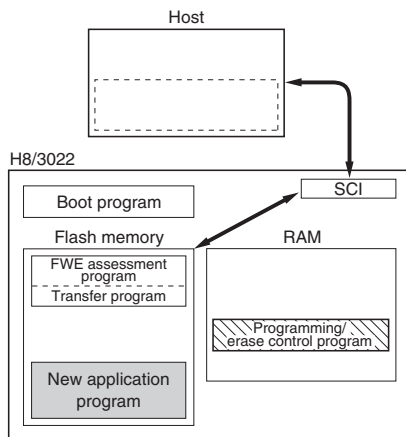 Host
H8/3022
SCI
Boot program
Flash memory
RAM
FWE assessment
program
Transfer program
Programming/
erase control program
New application
program